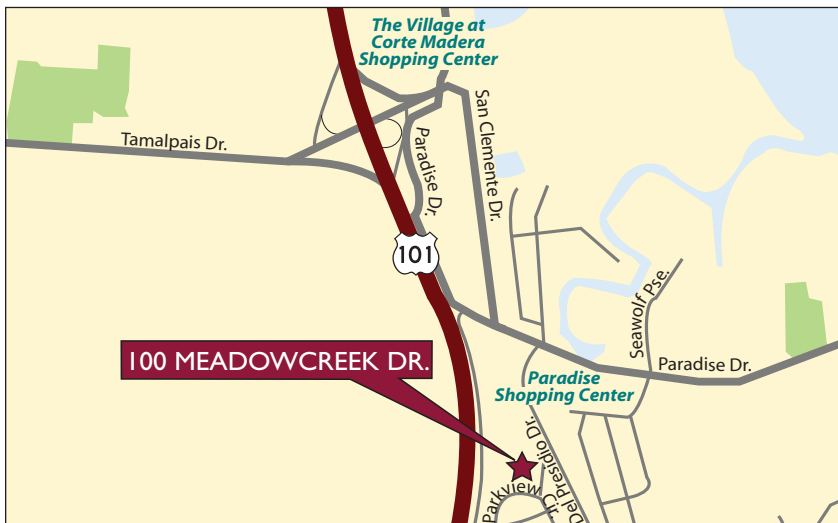 The Village at
Corte Madera
Shopping Center
Tamalpais Dr.
Paradise Dr.
San Clemente Dr.
101
Seawolf Pse.
100 MEADOWCREEK DR.
Paradise Dr.
Paradise
Shopping Center
Del Presidio Dr.
Parkview Cir.